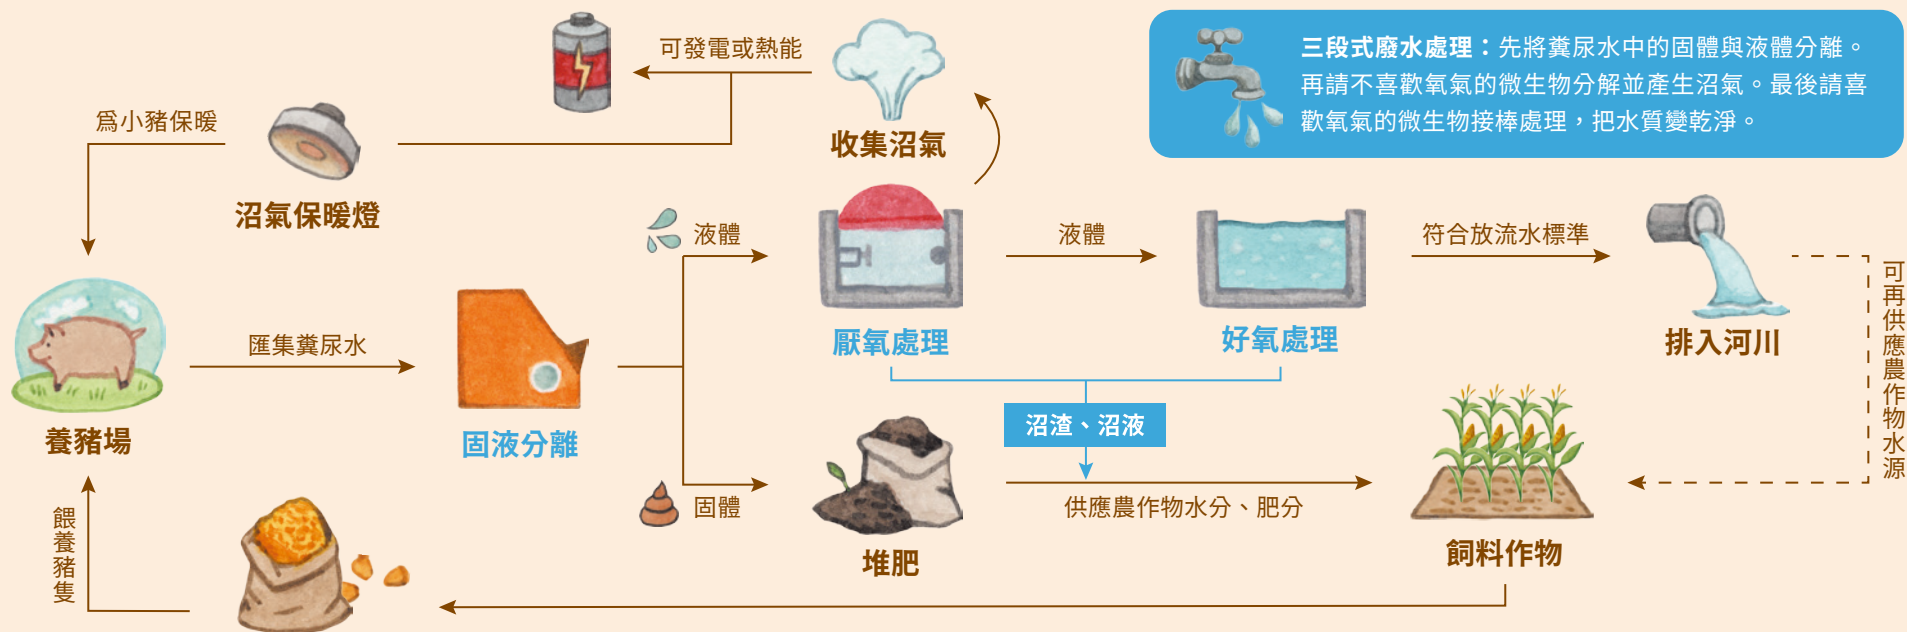 三段式廢水處理：先將糞尿水中的固體與液體分離。
再請不喜歡氧氣的微生物分解並產生沼氣。最後請喜
歡氧氣的微生物接棒處理，把水質變乾淨。
可發電或熱能
收集沼氣
爲小豬保暖
沼氣保暖燈
養豬場
匯集糞尿水
固液分離
液體
厭氧處理
液體
好氧處理
符合放流水標準
排入河川
可再供應農作物水源
沼渣、沼液
固體
堆肥
供應農作物水分、肥分
飼料作物
餵養豬隻